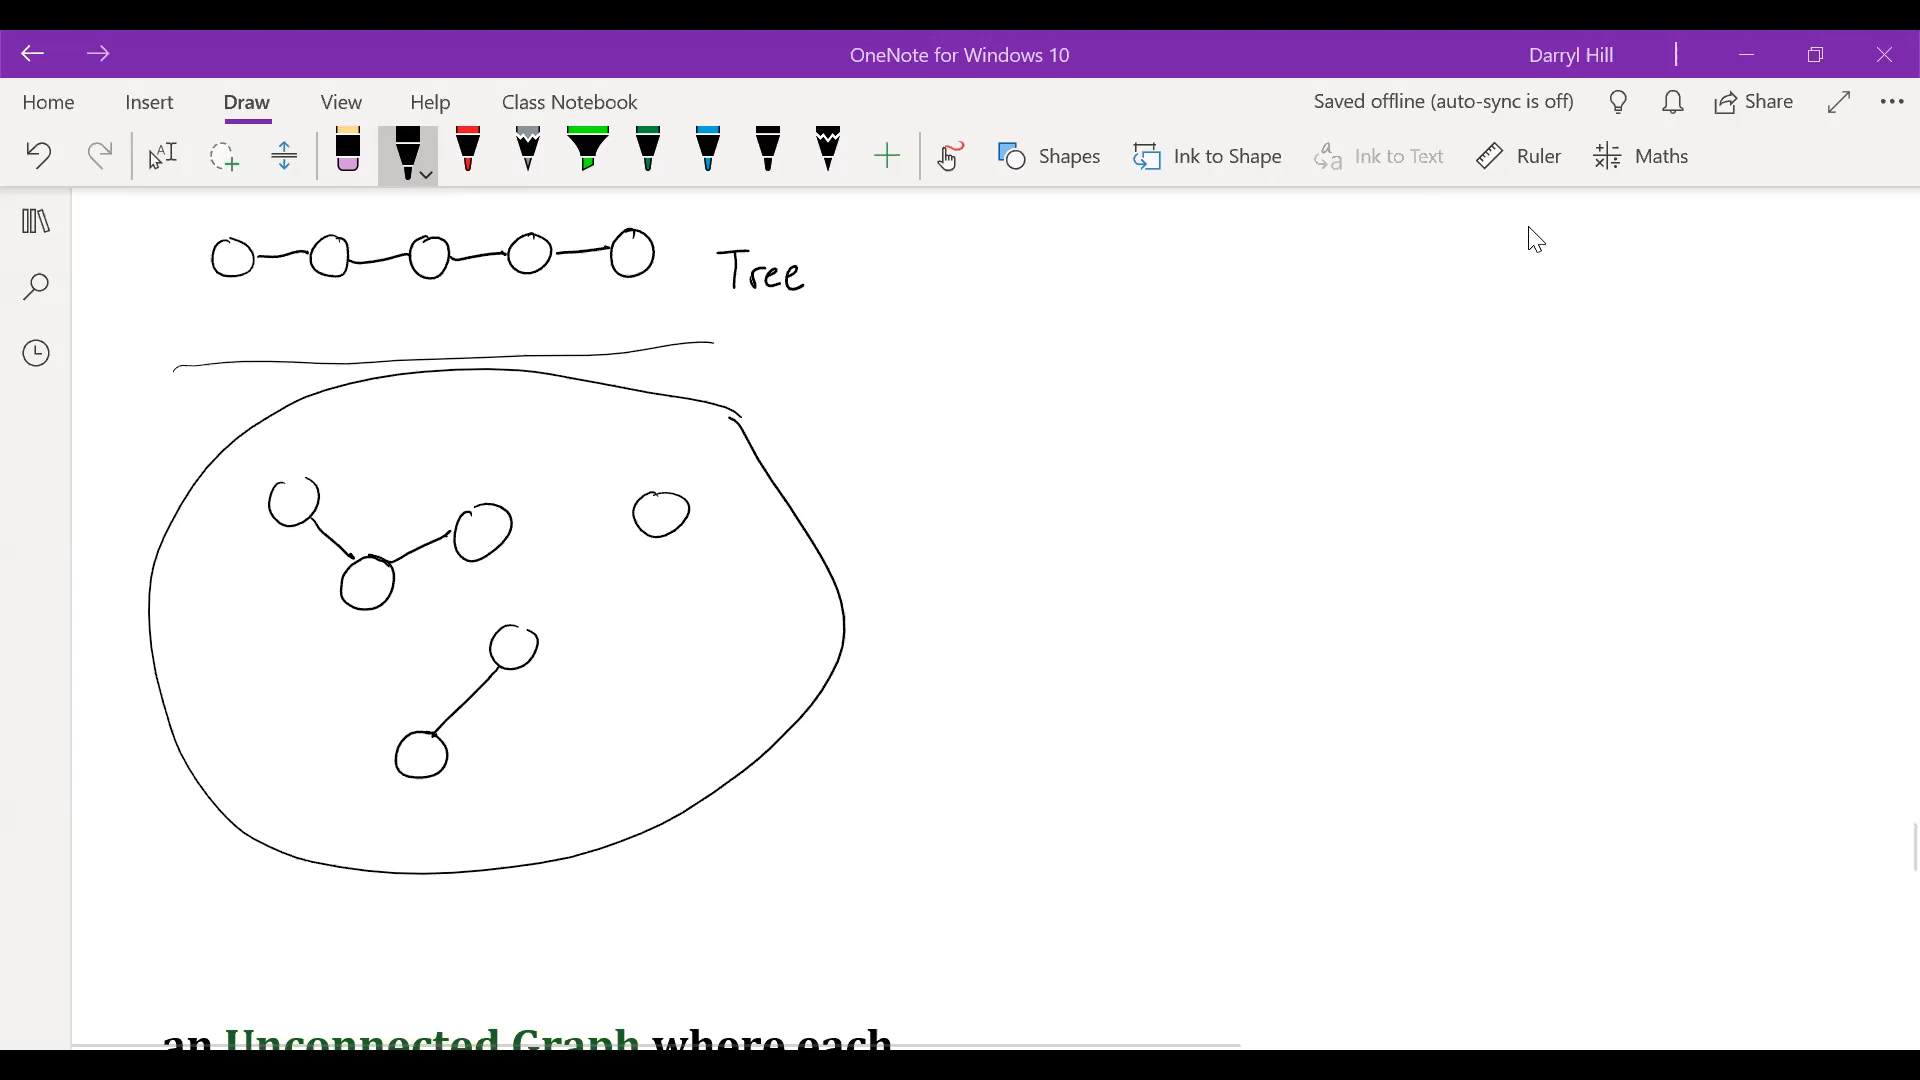 OneNote for Windows 10
Darryl Hill
Home Insert Draw View Help Class Notebook
Saved offline (auto-sync is off) Share
Shapes Ink to Shape Ink to Text Ruler Maths
Tree
an Unconnected Graph where each